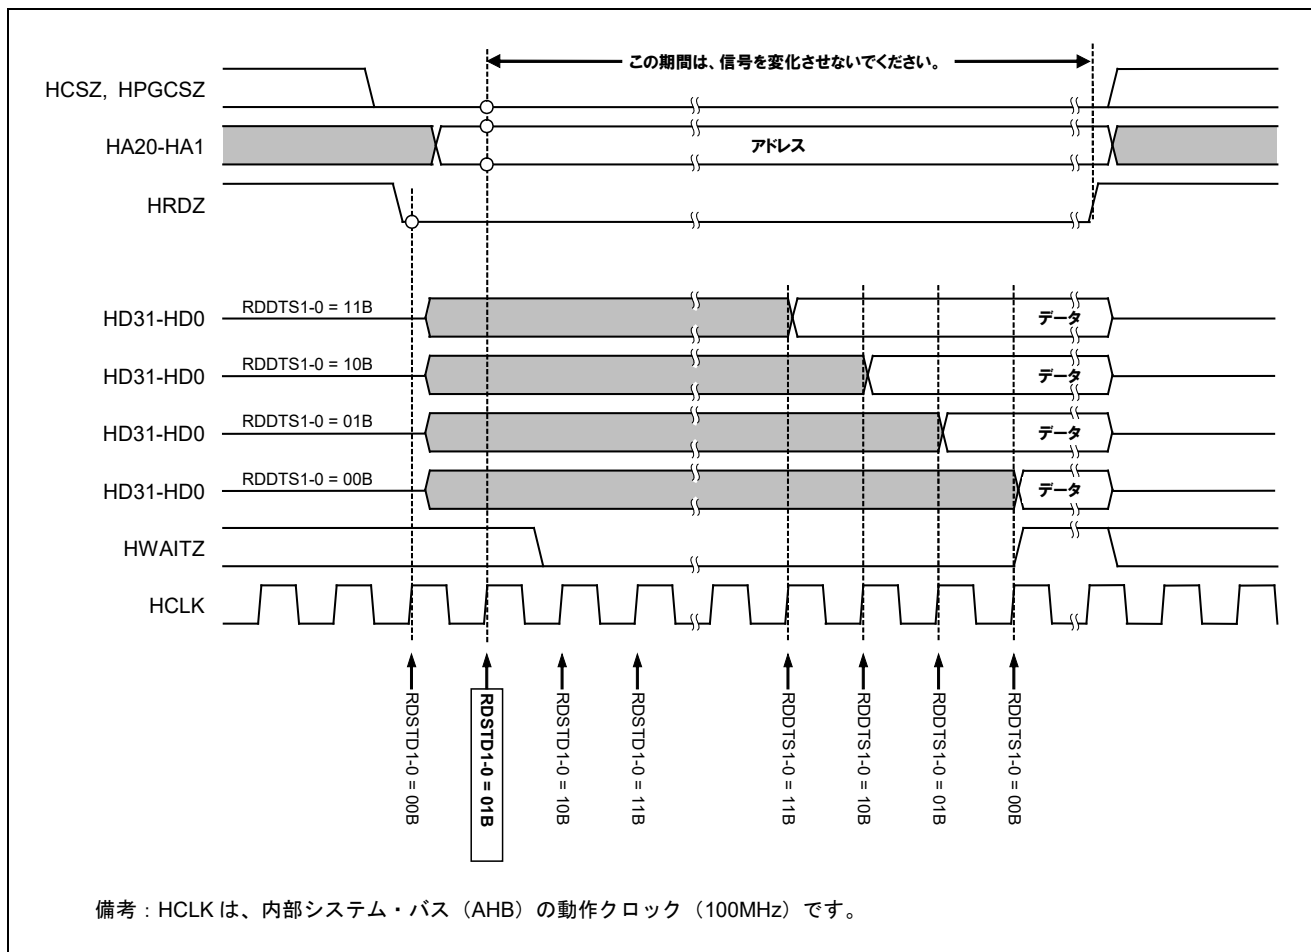 この期間は、信号を変化させないでください。
HCSZ, HPGCSZ
HA20-HA1
アドレス
HRDZ
HD31-HD0
RDDTS1-0 = 11B
データ
HD31-HD0
RDDTS1-0 = 10B
データ
HD31-HD0
RDDTS1-0 = 01B
データ
HD31-HD0
RDDTS1-0 = 00B
データ
HWAITZ
HCLK
RDSTD1-0 = 00B
RDSTD1-0 = 01B
RDSTD1-0 = 10B
RDSTD1-0 = 11B
RDDTS1-0 = 11B
RDDTS1-0 = 10B
RDDTS1-0 = 01B
RDDTS1-0 = 00B
備考：HCLK は、内部システム・バス（AHB）の動作クロック（100MHz）です。